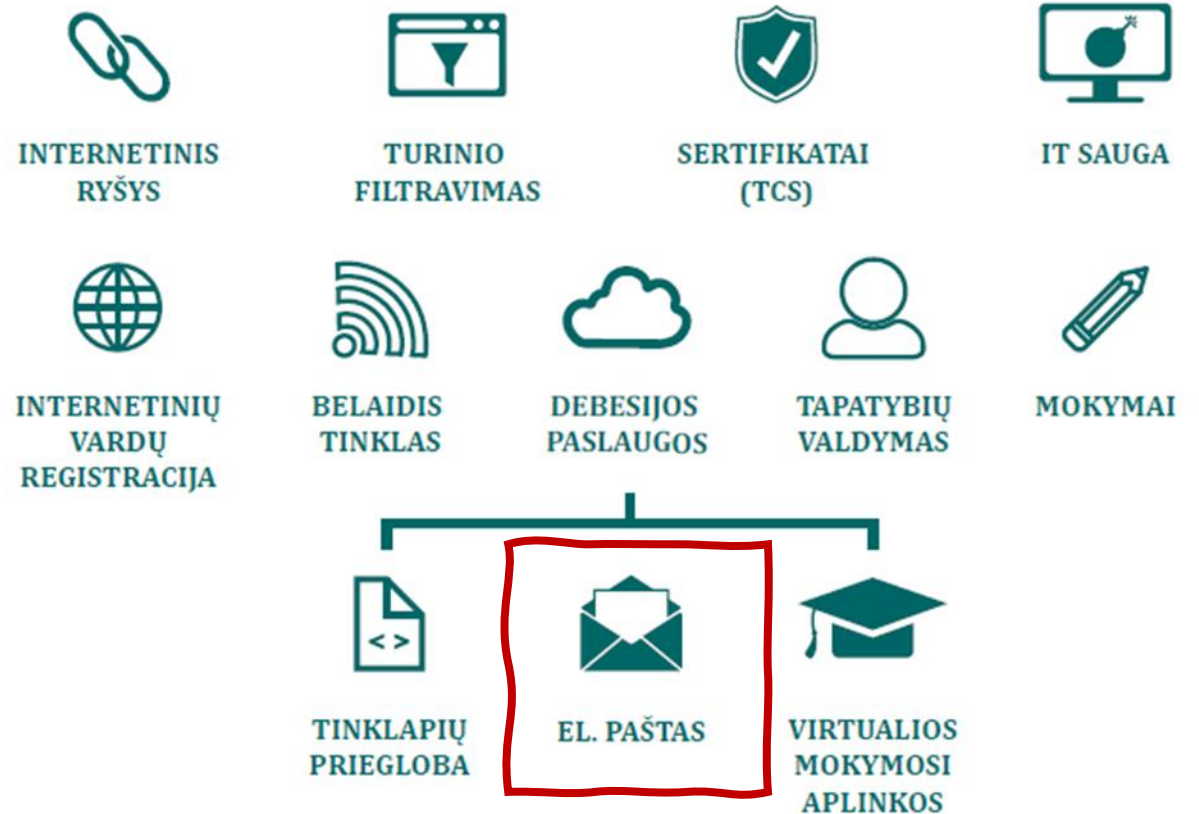 INTERNETINIS
RYŠYS
TURINIO
FILTRAVIMAS
SERTIFIKATAI
(TCS)
IT SAUGA
INTERNETINIŲ
VARDŲ
REGISTRACIJA
BELAIDIS
TINKLAS
DEBESIJOS
PASLAUGOS
TAPATYBIŲ
VALDYMAS
MOKYMAI
< >
TINKLAPIŲ
PRIEGLOBA
EL. PAŠTAS
VIRTUALIOS
MOKYMOSI
APLINKOS